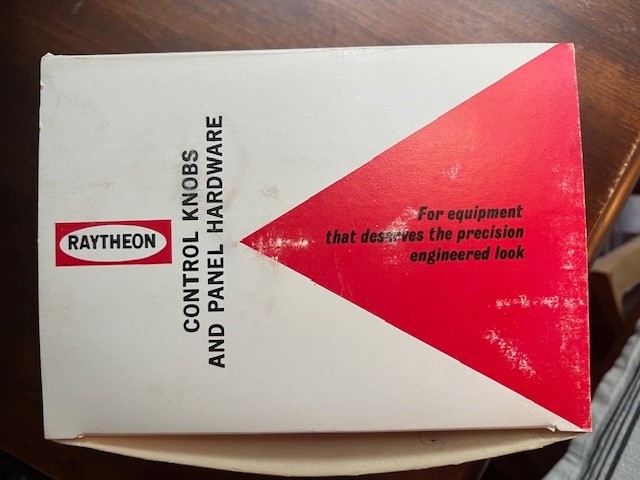 RAYTHEON
CONTROL KNOBS
AND PANEL HARDWARE
For equipment
that deserves the precision
engineered look